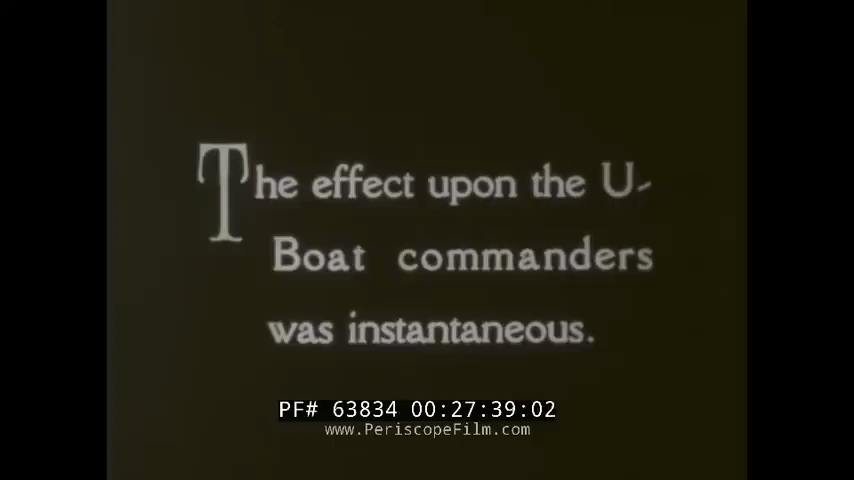 The effect upon the U-
Boat commanders
was instantaneous.
PF# 63834 00:27:39:02
www.PeriscopeFilm.com